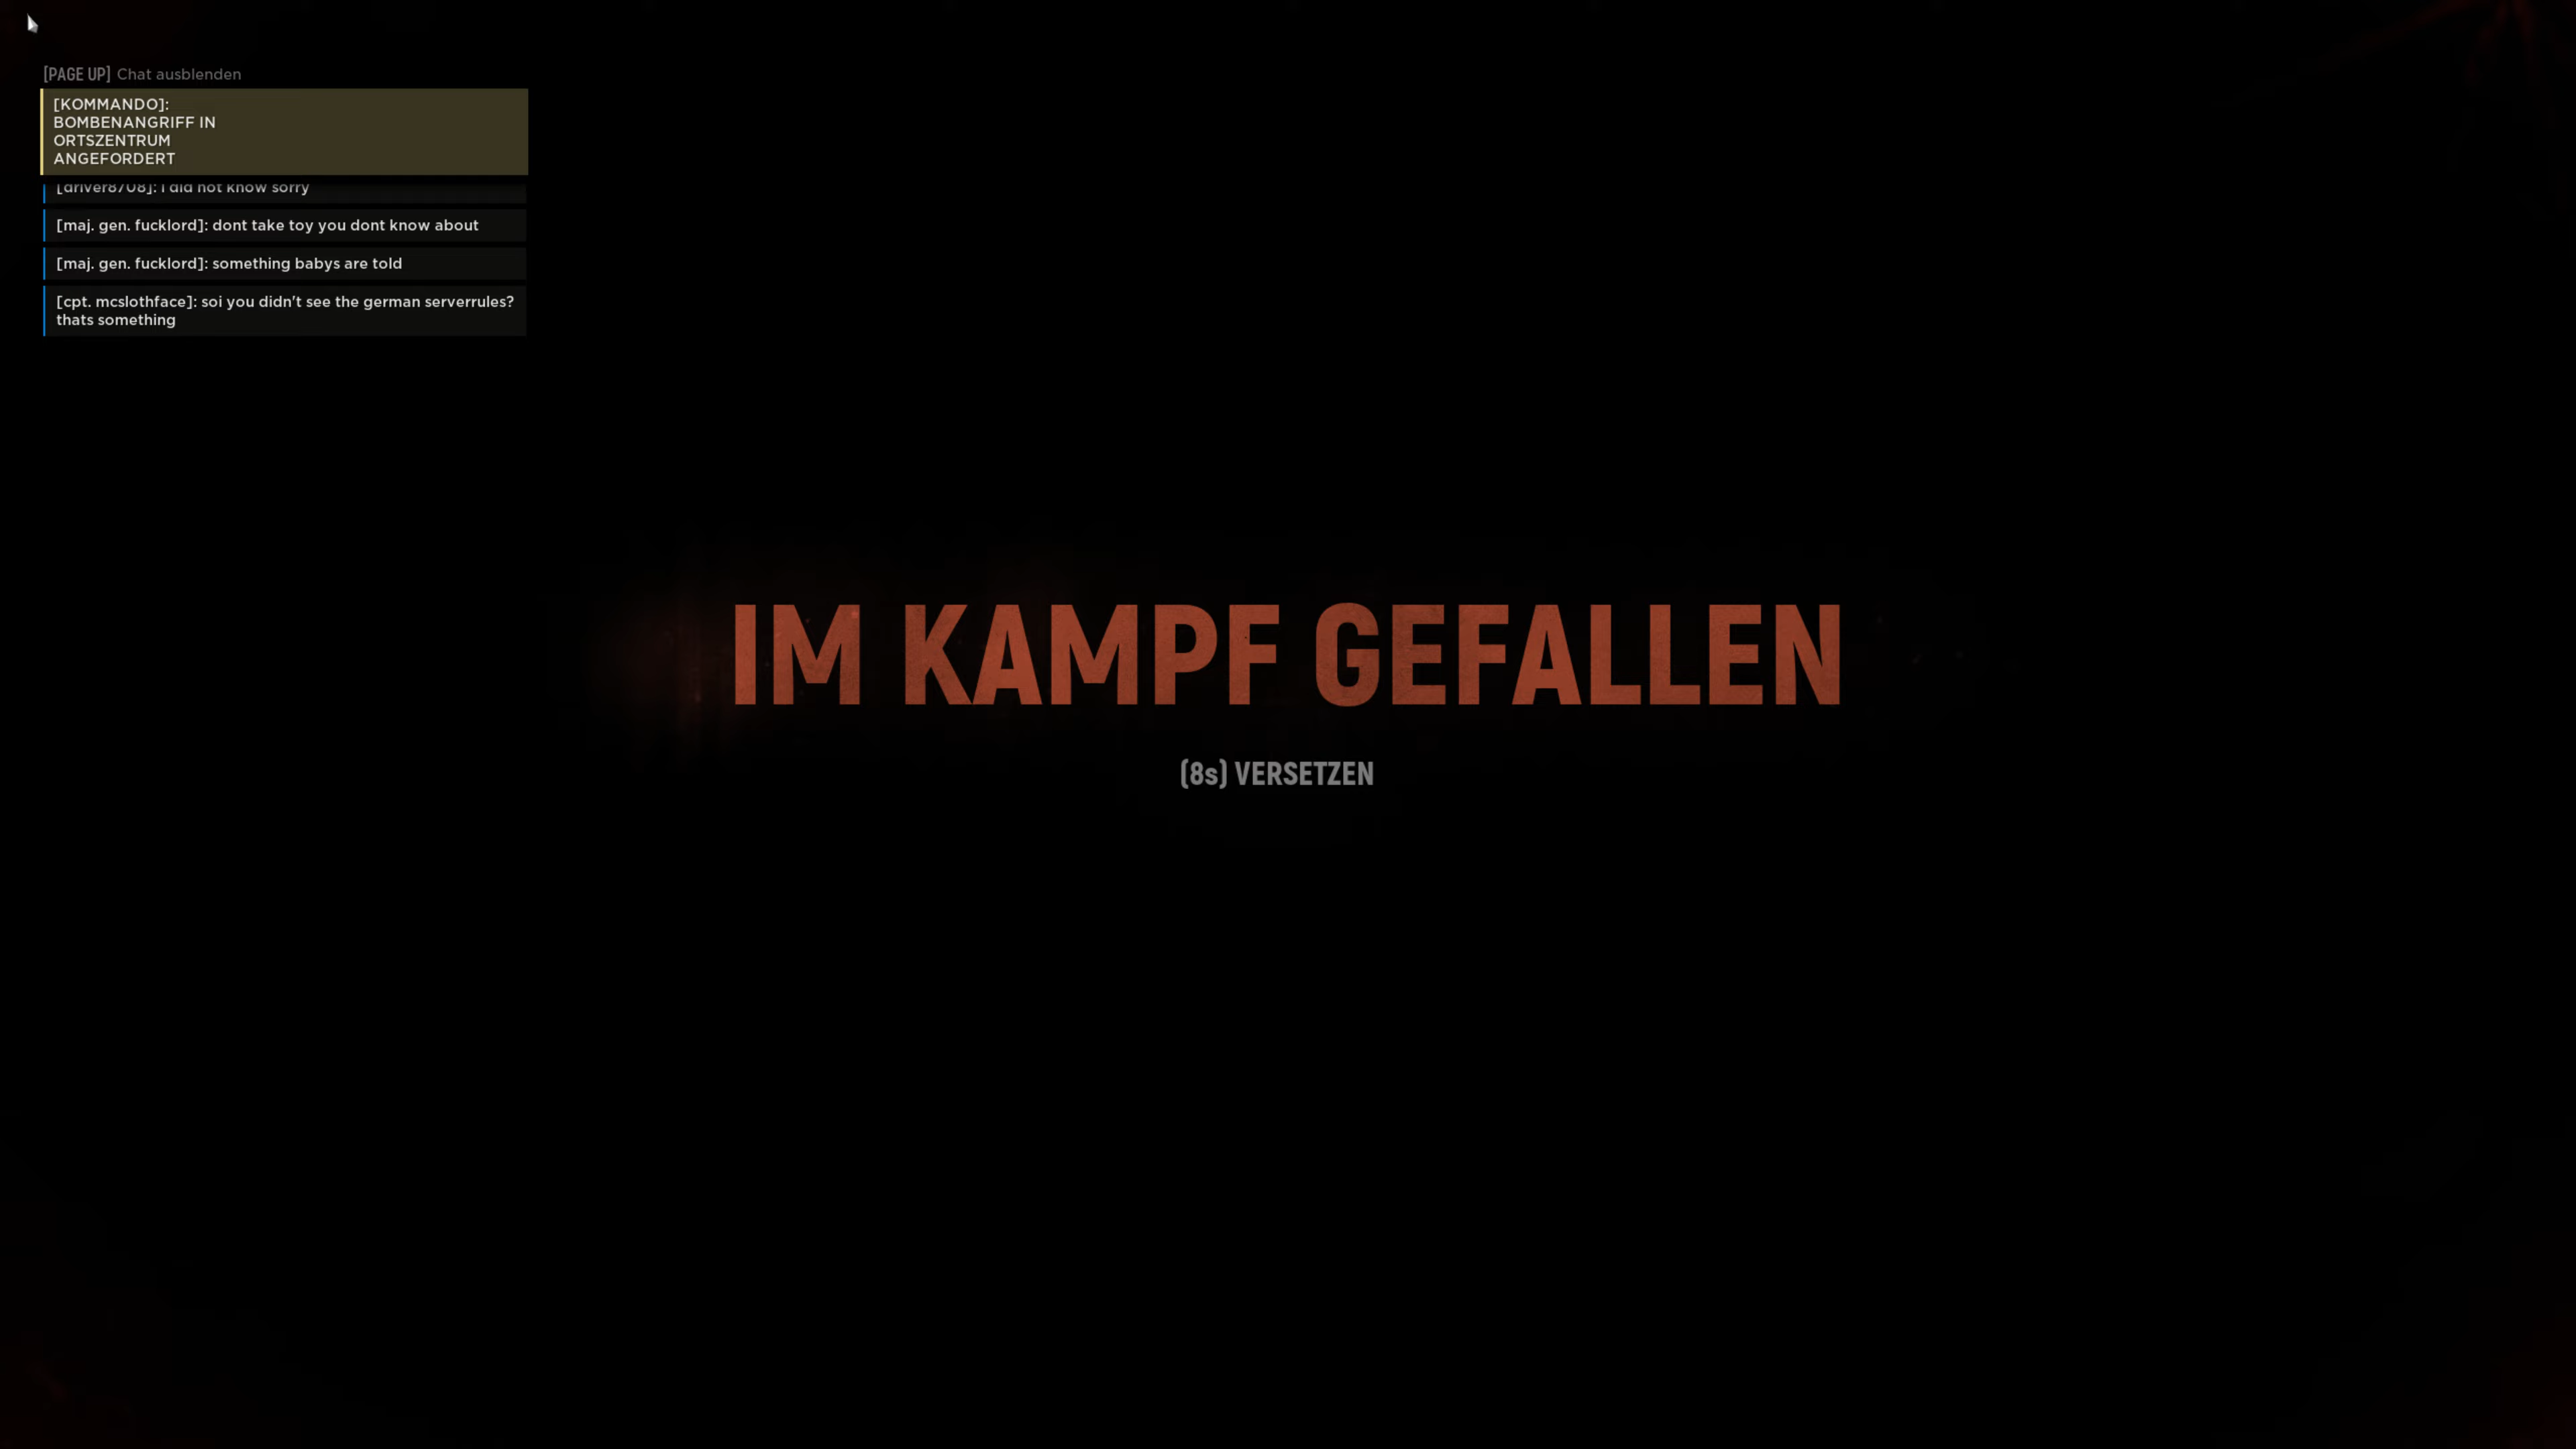 [PAGE UP] Chat ausblenden
[KOMMANDO]:
BOMBENANGRIFF IN
ORTSZENTRUM
ANGEFORDERT
[driver8708]: i did not know sorry
[maj. gen. fucklord]: dont take toy you dont know about
[maj. gen. fucklord]: something babys are told
[cpt. mcslothface]: soi you didn't see the german serverrules?
thats something
IM KAMPF GEFALLEN
(8s) VERSETZEN